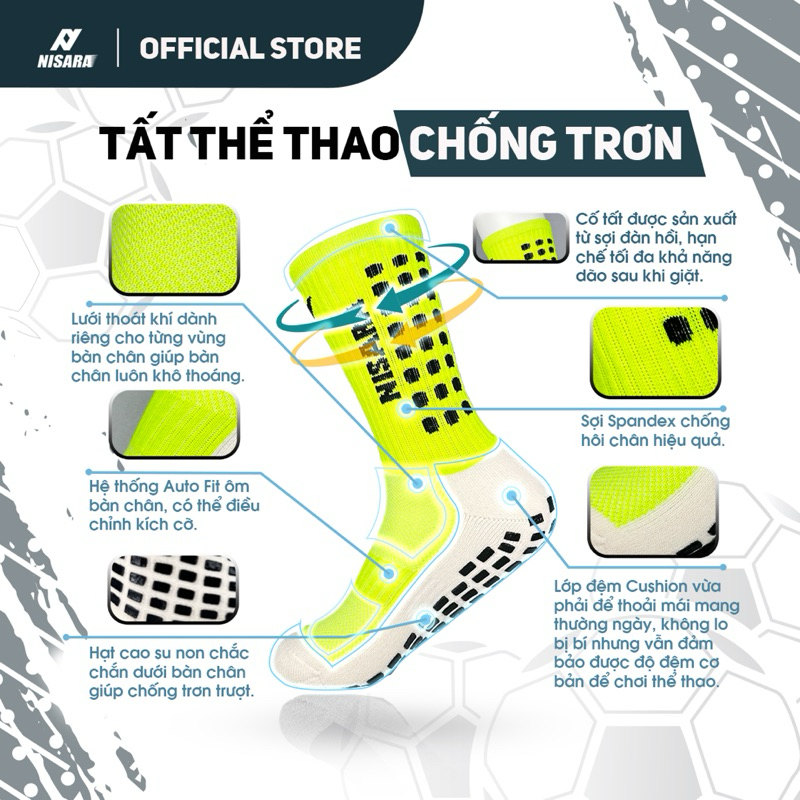 NISARA
OFFICIAL STORE
TẤT THỂ THAO CHỐNG TRƠN
Lưới thoát khí dành
riêng cho từng vùng
bàn chân giúp bàn
chân luôn khô thoáng.
Hệ thống Auto Fit ôm
bàn chân, có thể điều
chỉnh kích cỡ.
Hạt cao su non chắc
chắn dưới bàn chân
giúp chống trơn trượt.
NISARA
Cố tất được sản xuất
từ sợi đàn hồi, hạn
chế tối đa khả năng
dão sau khi giặt.
Sợi Spandex chống
hôi chân hiệu quả.
Lớp đệm Cushian vừa
phải để thoải mái mang
thường ngày, không lo
bị bí nhưng vẫn đảm
bảo được độ đệm cơ
bản để chơi thể thao.